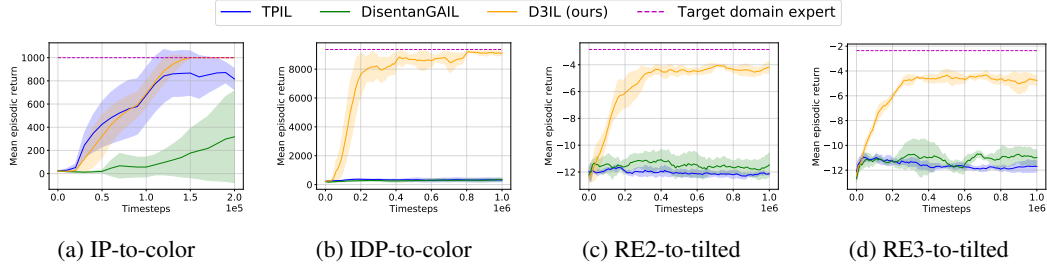 TPIL DisentanGAIL D3IL (ours) Target domain expert
Mean episodic return
1000
800
600
400
200
0
0.0 0.5 1.0 1.5 2.0
Timesteps 1e5
(a) IP-to-color
Mean episodic return
8000
6000
4000
2000
0
0.0 0.2 0.4 0.6 0.8 1.0
Timesteps 1e6
(b) IDP-to-color
Mean episodic return
−4
−6
−8
−10
−12
0.0 0.2 0.4 0.6 0.8 1.0
Timesteps 1e6
(c) RE2-to-tilted
Mean episodic return
−2
−4
−6
−8
−11
0.0 0.2 0.4 0.6 0.8 1.0
Timesteps 1e6
(d) RE3-to-tilted